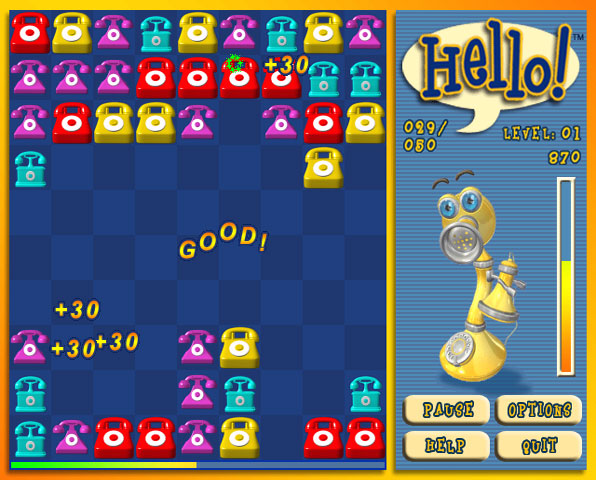 Hello!™
+30
029/
050
LEVEL: 01
870
GOOD!
+30
+30
+30
PAUSE
OPTIONS
HELP
QUIT